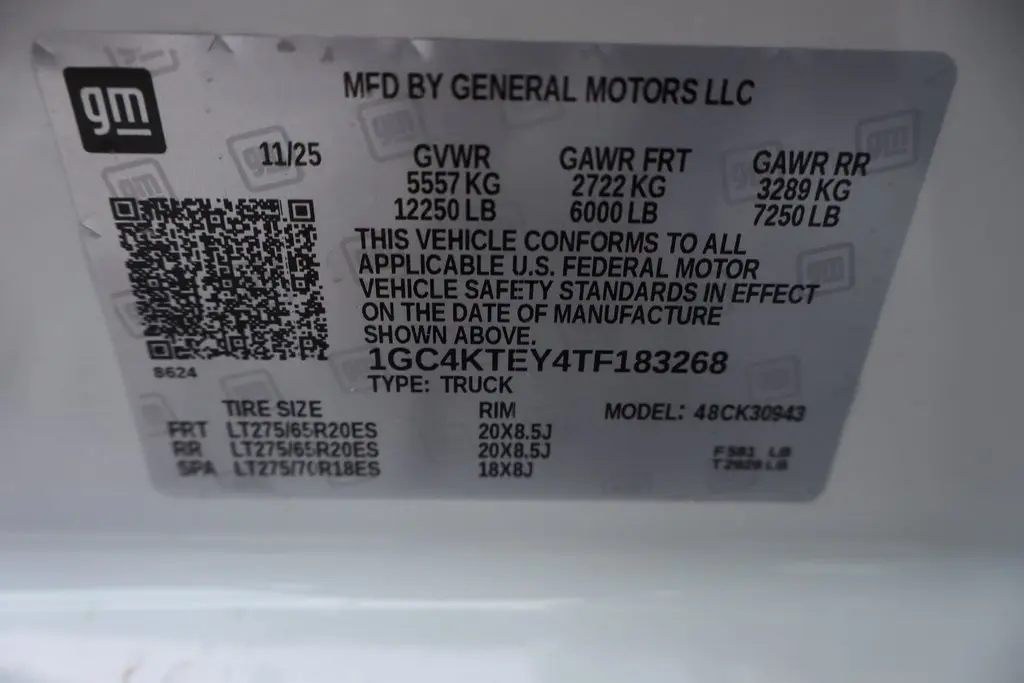 gm
MFD BY GENERAL MOTORS LLC
11/25 GVWR GAWR FRT GAWR RR
5557 KG 2722 KG 3289 KG
12250 LB 6000 LB 7250 LB
THIS VEHICLE CONFORMS TO ALL
APPLICABLE U.S. FEDERAL MOTOR
VEHICLE SAFETY STANDARDS IN EFFECT
ON THE DATE OF MANUFACTURE
SHOWN ABOVE.
1GC4KTEY4TF183268
8624
TYPE: TRUCK
TIRE SIZE RIM MODEL: 48CK30943
FRT LT275/65R20ES 20X8.5J
RR LT275/65R20ES 20X8.5J
SPA LT275/70R18ES 18X8J